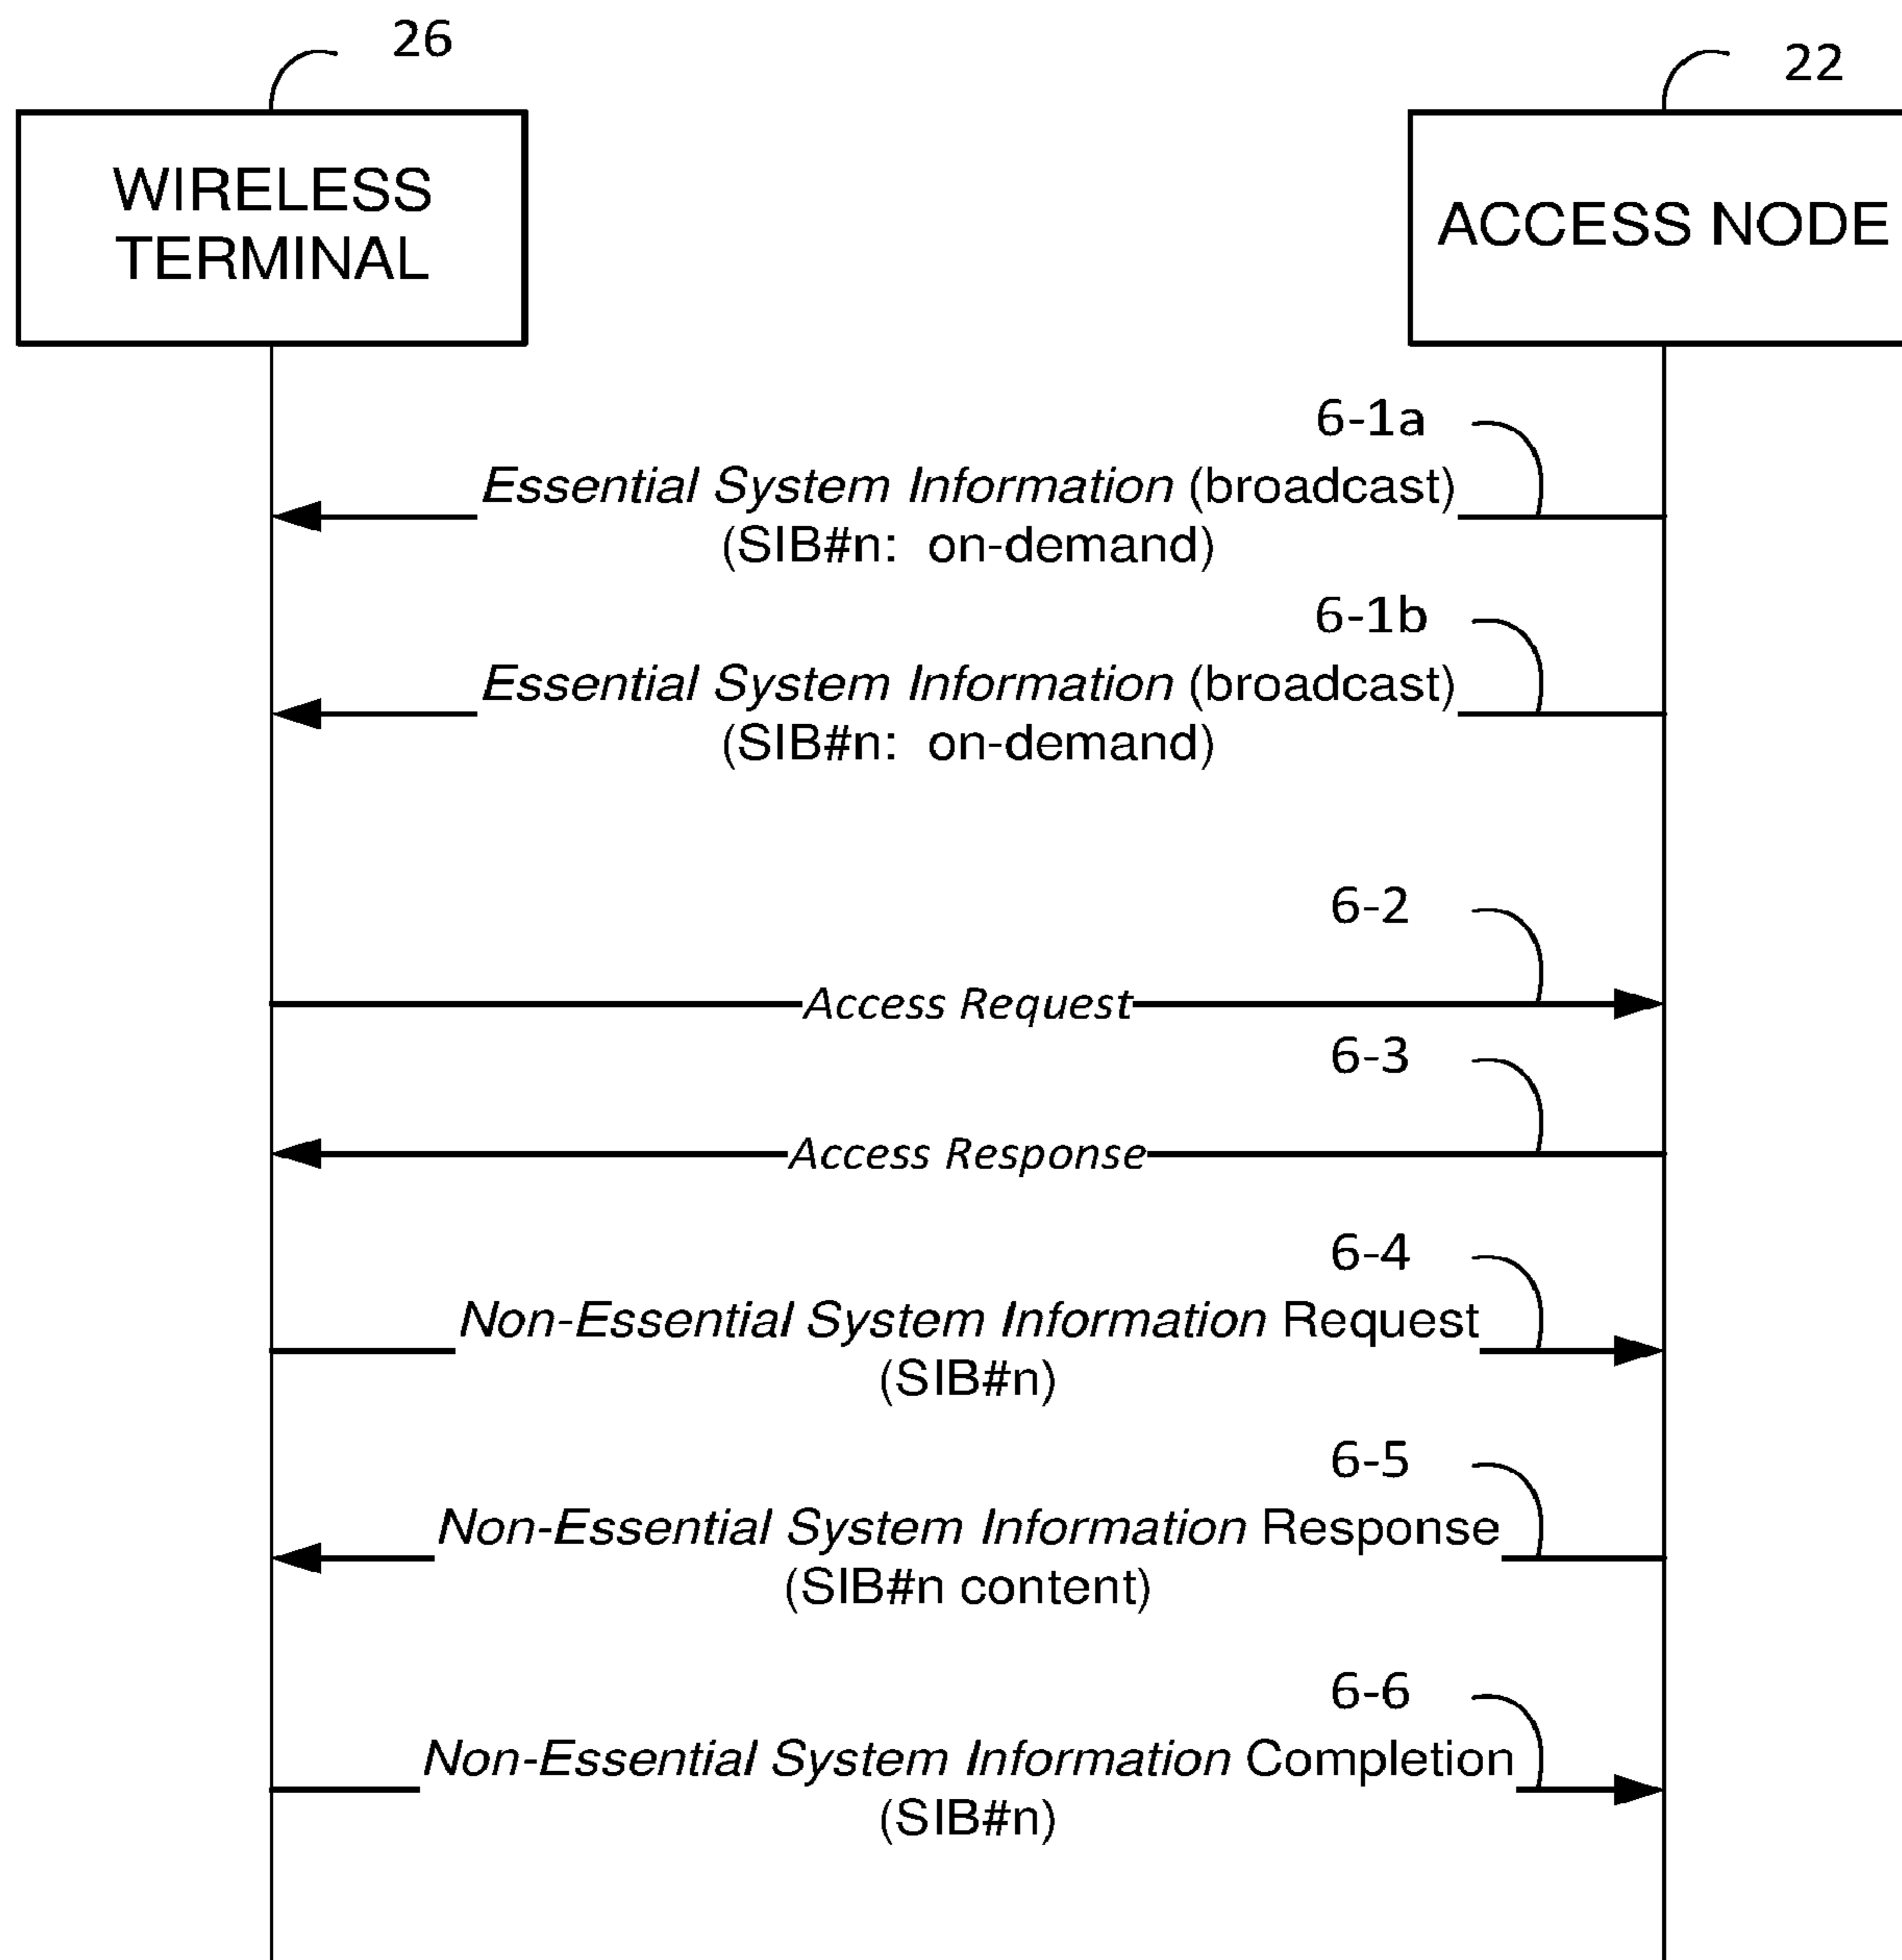 26
22
WIRELESS
TERMINAL
ACCESS NODE
6-1a
Essential System Information (broadcast)
(SIB#n: on-demand)
6-1b
Essential System Information (broadcast)
(SIB#n: on-demand)
6-2
Access Request
6-3
Access Response
6-4
Non-Essential System Information Request
(SIB#n)
6-5
Non-Essential System Information Response
(SIB#n content)
6-6
Non-Essential System Information Completion
(SIB#n)